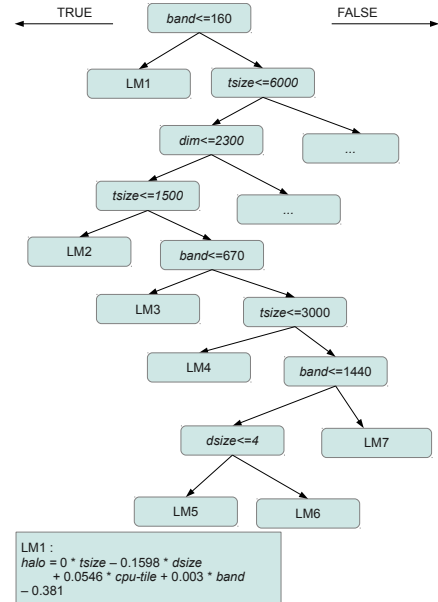 TRUE
FALSE
band<=160
LM1
tsize<=6000
dim<=2300
...
tsize<=1500
...
LM2
band<=670
LM3
tsize<=3000
LM4
band<=1440
dsize<=4
LM7
LM5
LM6
LM1 :
halo = 0 * tsize – 0.1598 * dsize
+ 0.0546 * cpu-tile + 0.003 * band
– 0.381